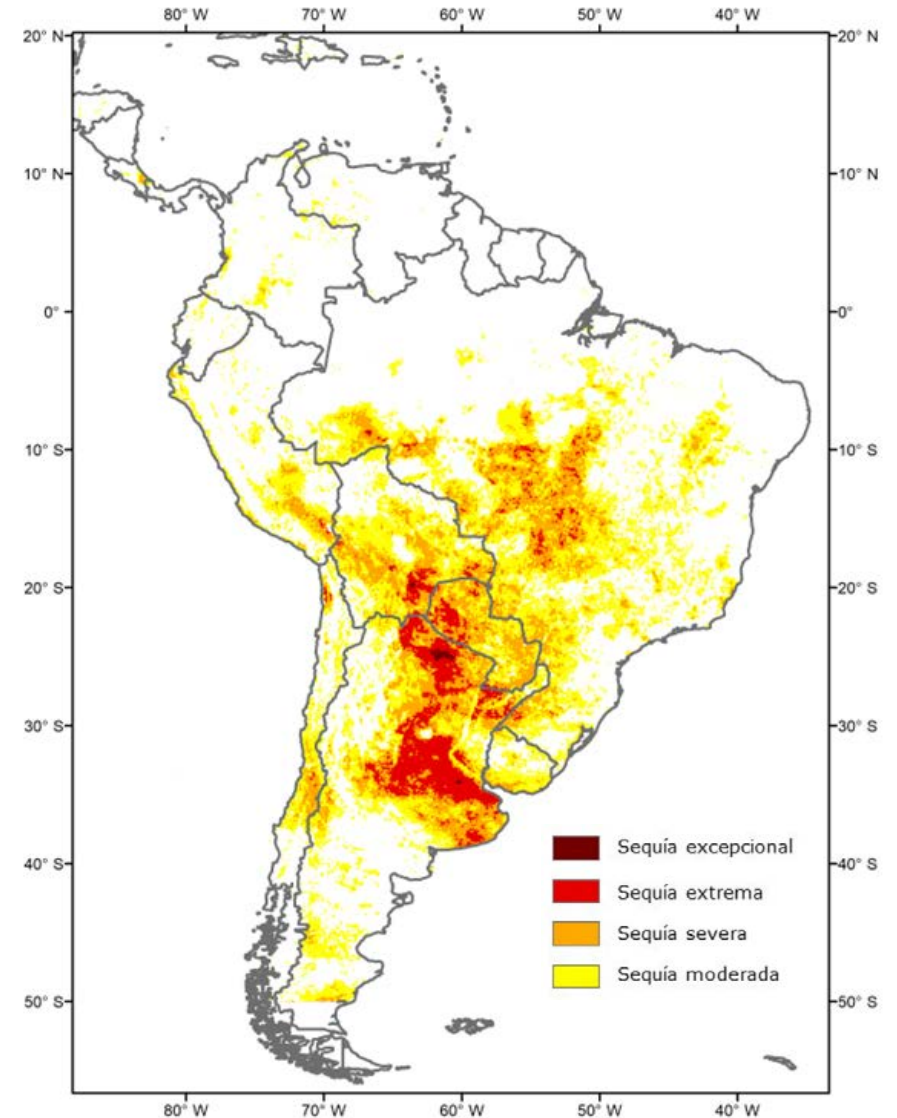 80° W 70° W 60° W 50° W 40° W
20° N 20° N
10° N 10° N
0° 0°
10° S 10° S
20° S 20° S
30° S 30° S
Sequía excepcional
40° S 40° S
Sequía extrema
Sequía severa
Sequía moderada
50° S 50° S
80° W 70° W 60° W 50° W 40° W